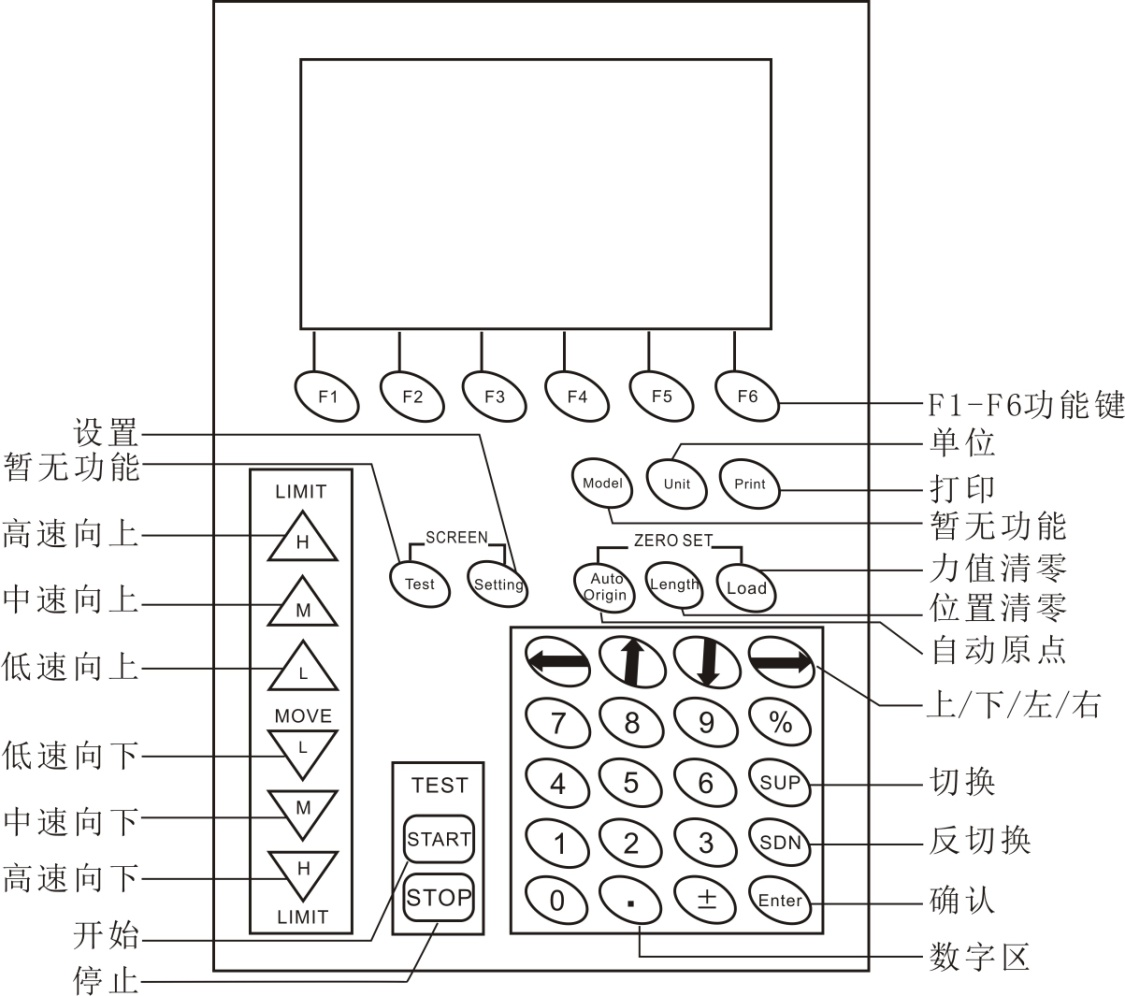 F1 F2 F3 F4 F5 F6
F1-F6功能键
设置
单位
暂无功能
Model Unit Print
打印
LIMIT
暂无功能
高速向上
H
SCREEN
ZERO SET
力值清零
Test Setting
Auto Origin
Length
Load
中速向上
M
位置清零
自动原点
低速向上
L
上/下/左/右
MOVE
7 8 9 %
低速向下
L
TEST
4 5 6 SUP
切换
中速向下
M
START
1 2 3 SDN
反切换
高速向下
H
STOP
0 . ± Enter
确认
LIMIT
开始
数字区
停止